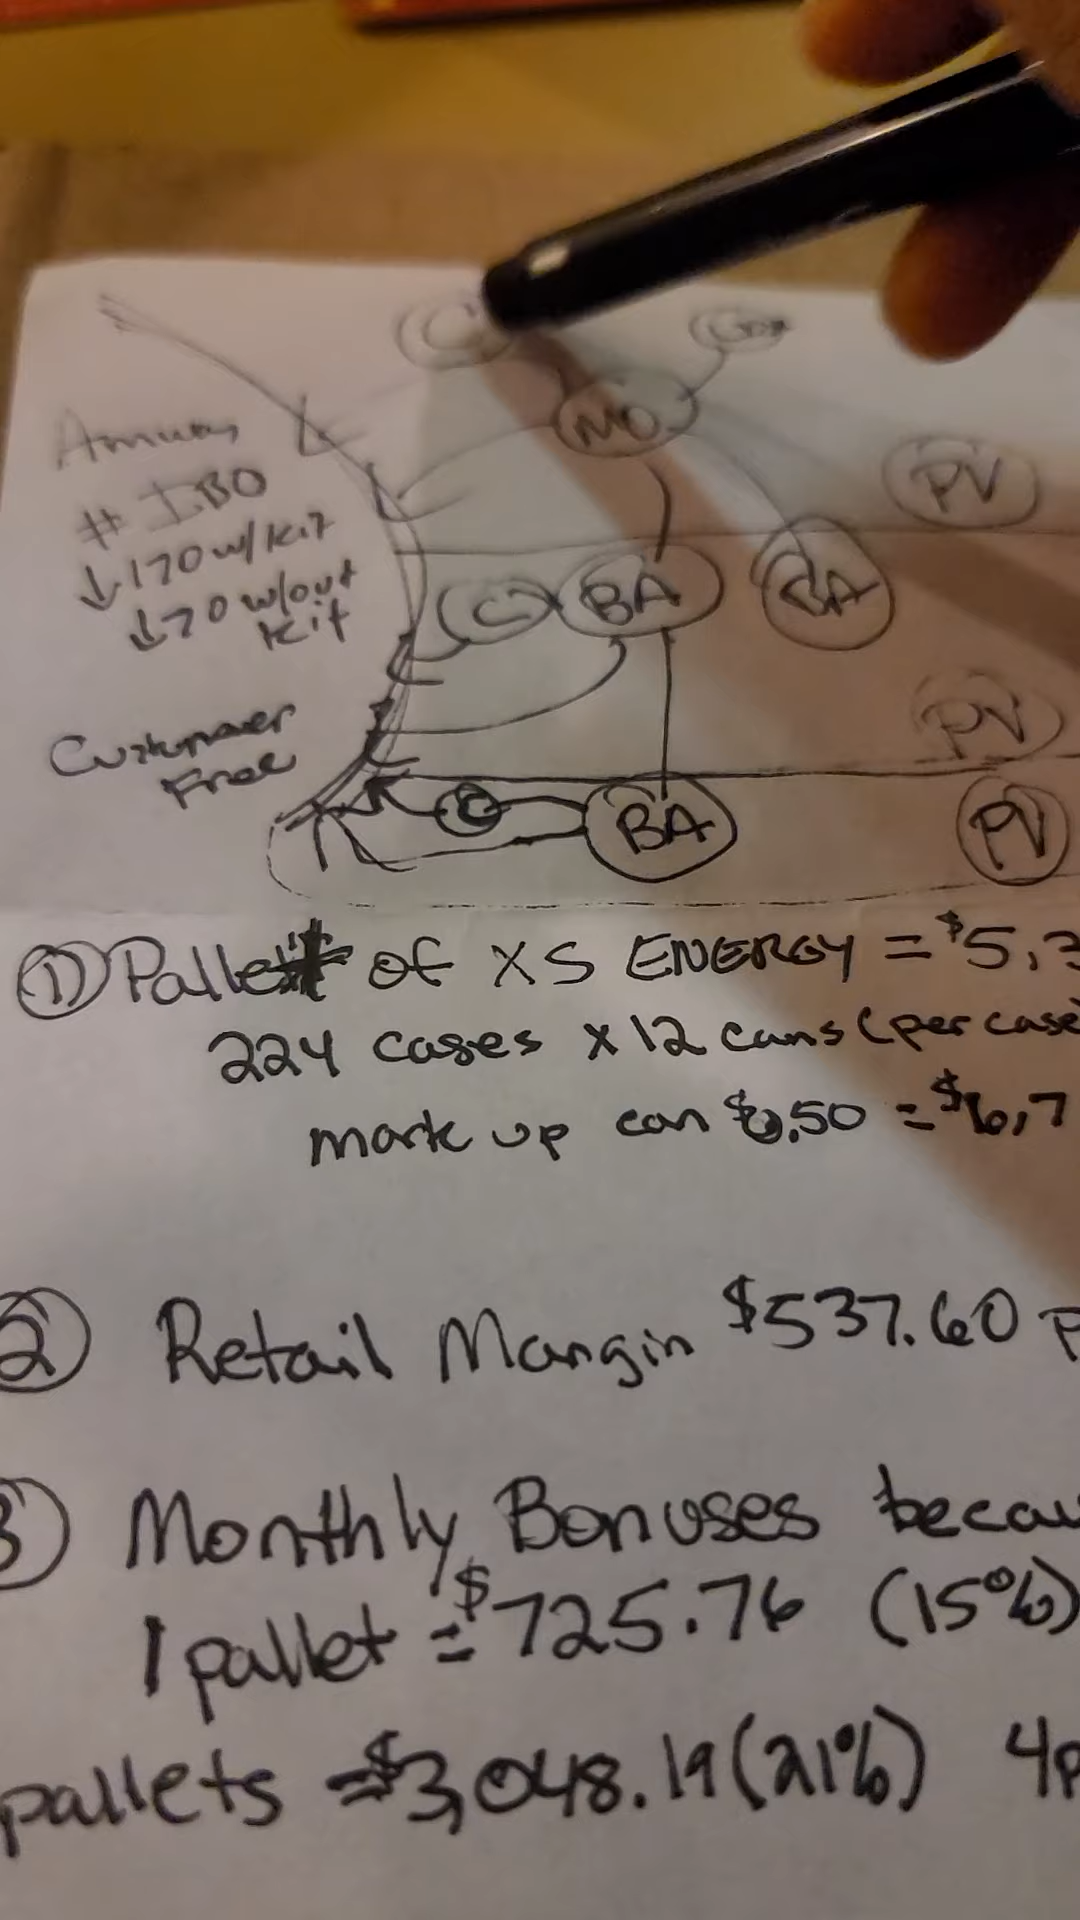 C
Amway
# IBO
↓170 w/kit
↓70 w/out
kit
MO
PV
C BA BA
PV
Customer
Free
C BA PV
① Pallet of XS ENERGY = $5,3
224 cases x 12 cans (per case
mark up can $0.50 = $6,7
2 Retail Margin $537.60 P
3 Monthly Bonuses becau
1 pallet = $725.76 (15%)
pallets = $3,048.19 (21%) 4p